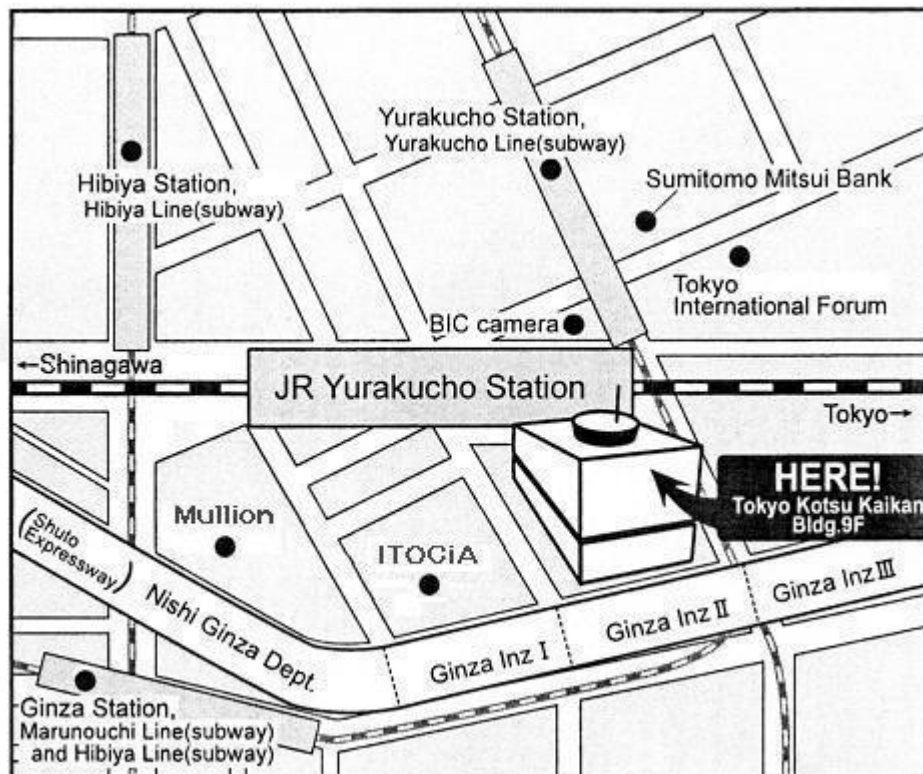 Yurakucho Station,
Yurakucho Line(subway)
Hibiya Station,
Hibiya Line(subway)
Sumitomo Mitsui Bank
Tokyo
International Forum
BIC camera
←Shinagawa
JR Yurakucho Station
Tokyo→
HERE!
Tokyo Kotsu Kaikan
Bldg.9F
Mullion
ITOCiA
(Shuto
Expressway)
Nishi Ginza Dept.
Ginza Inz I
Ginza Inz II
Ginza Inz III
Ginza Station,
Marunouchi Line(subway)
and Hibiya Line(subway)